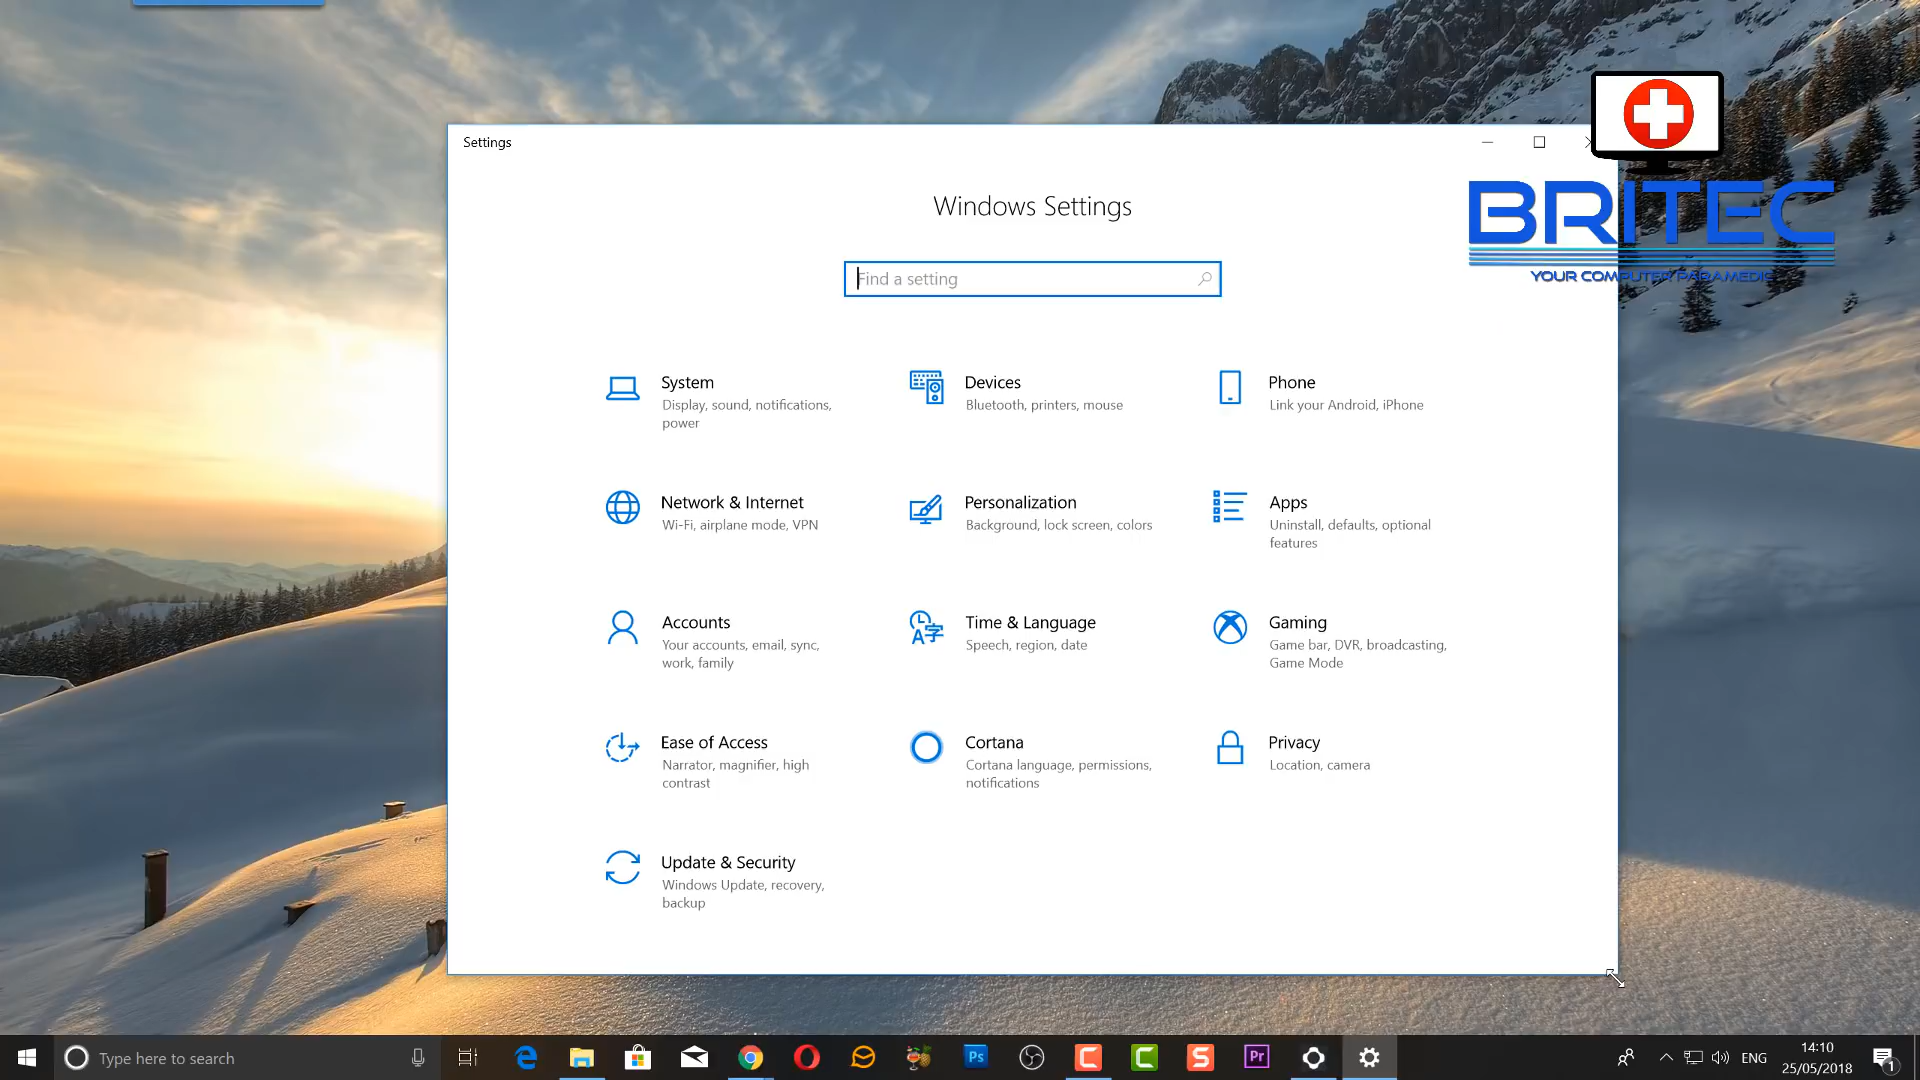 Settings
Windows Settings
Find a setting
BRITEC
YOUR COMPUTER PARAMEDIC
System
Display, sound, notifications,
power
Devices
Bluetooth, printers, mouse
Phone
Link your Android, iPhone
Network & Internet
Wi-Fi, airplane mode, VPN
Personalization
Background, lock screen, colors
Apps
Uninstall, defaults, optional
features
Accounts
Your accounts, email, sync,
work, family
Time & Language
Speech, region, date
Gaming
Game bar, DVR, broadcasting,
Game Mode
Ease of Access
Narrator, magnifier, high
contrast
Cortana
Cortana language, permissions,
notifications
Privacy
Location, camera
Update & Security
Windows Update, recovery,
backup
Type here to search
Ps
Pr
ENG
14:10
25/05/2018
1